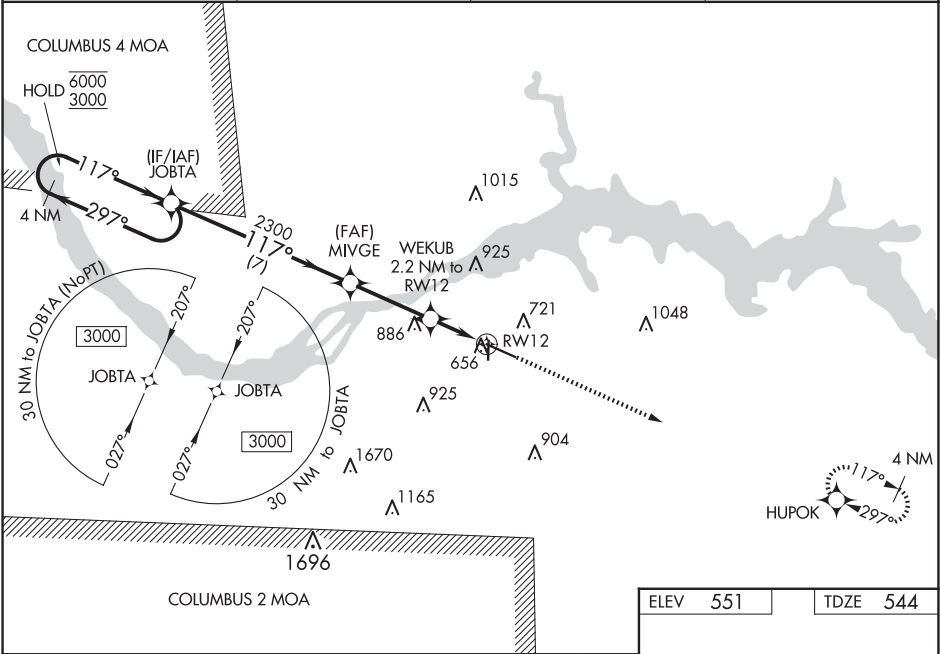 COLUMBUS 4 MOA
HOLD 6000
3000
(IF/IAF)
JOBTA
117°
297°
4 NM
2300
117°
(7)
(FAF)
MIVGE
WEKUB
2.2 NM to
RW12
1015
925
721
1048
886
656
RW12
925
904
1670
1165
1696
30 NM to JOBTA (NoPT)
3000
207°
JOBTA
027°
207°
JOBTA
027°
3000
30 NM to JOBTA
4 NM
117°
297°
HUPOK
COLUMBUS 2 MOA
ELEV 551
TDZE 544